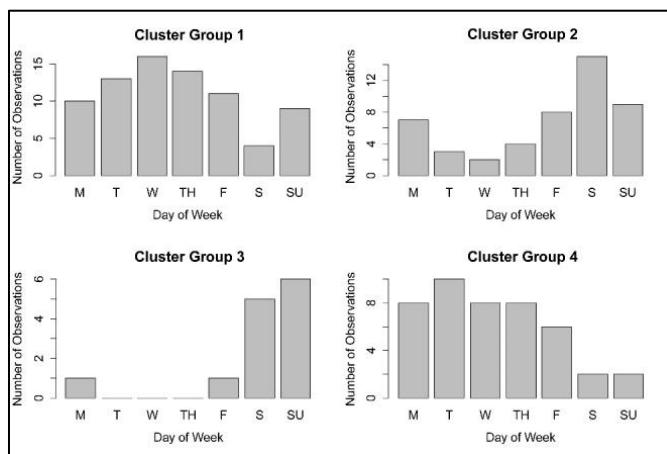 Cluster Group 1
Number of Observations
0
5
10
15
M T W TH F S SU
Day of Week
Cluster Group 2
Number of Observations
0
4
8
12
M T W TH F S SU
Day of Week
Cluster Group 3
Number of Observations
0
2
4
6
M T W TH F S SU
Day of Week
Cluster Group 4
Number of Observations
0
4
8
M T W TH F S SU
Day of Week